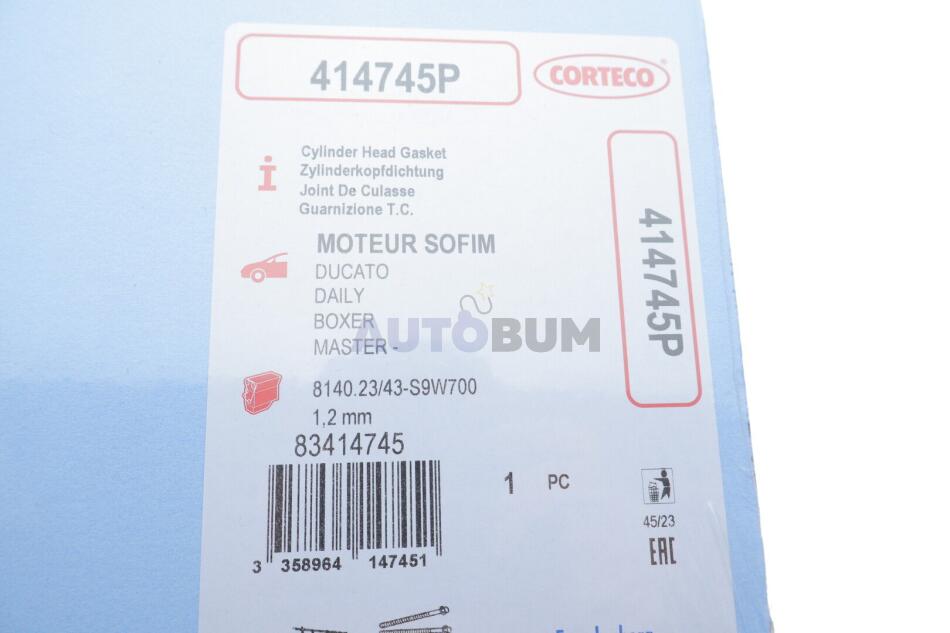 414745P
CORTECO
Cylinder Head Gasket
Zylinderkopfdichtung
Joint De Culasse
Guarnizione T.C.
414745P
MOTEUR SOFIM
DUCATO
DAILY
BOXER
MASTER -
AUTOBUM
8140.23/43-S9W700
1,2 mm
83414745
1 PC
3 358964 147451
45/23
EAC